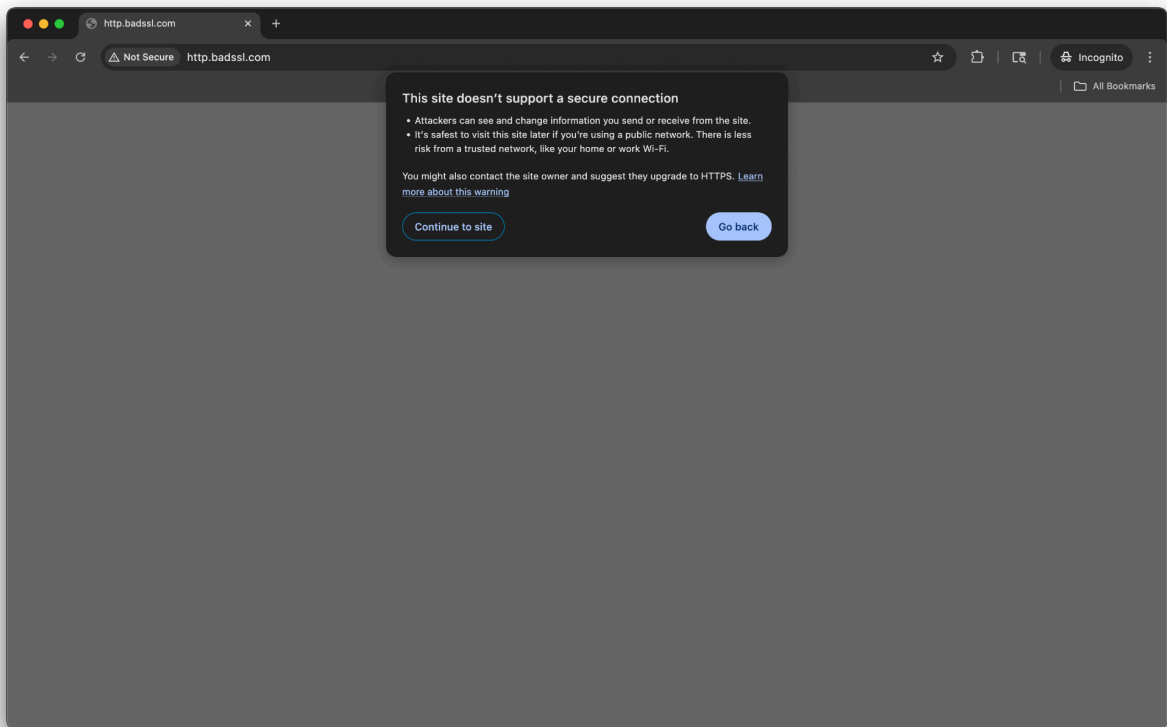 http.badssl.com
Not Secure http.badssl.com
Incognito
All Bookmarks
This site doesn’t support a secure connection
• Attackers can see and change information you send or receive from the site.
• It's safest to visit this site later if you're using a public network. There is less
risk from a trusted network, like your home or work Wi-Fi.
You might also contact the site owner and suggest they upgrade to HTTPS. Learn
more about this warning
Continue to site
Go back